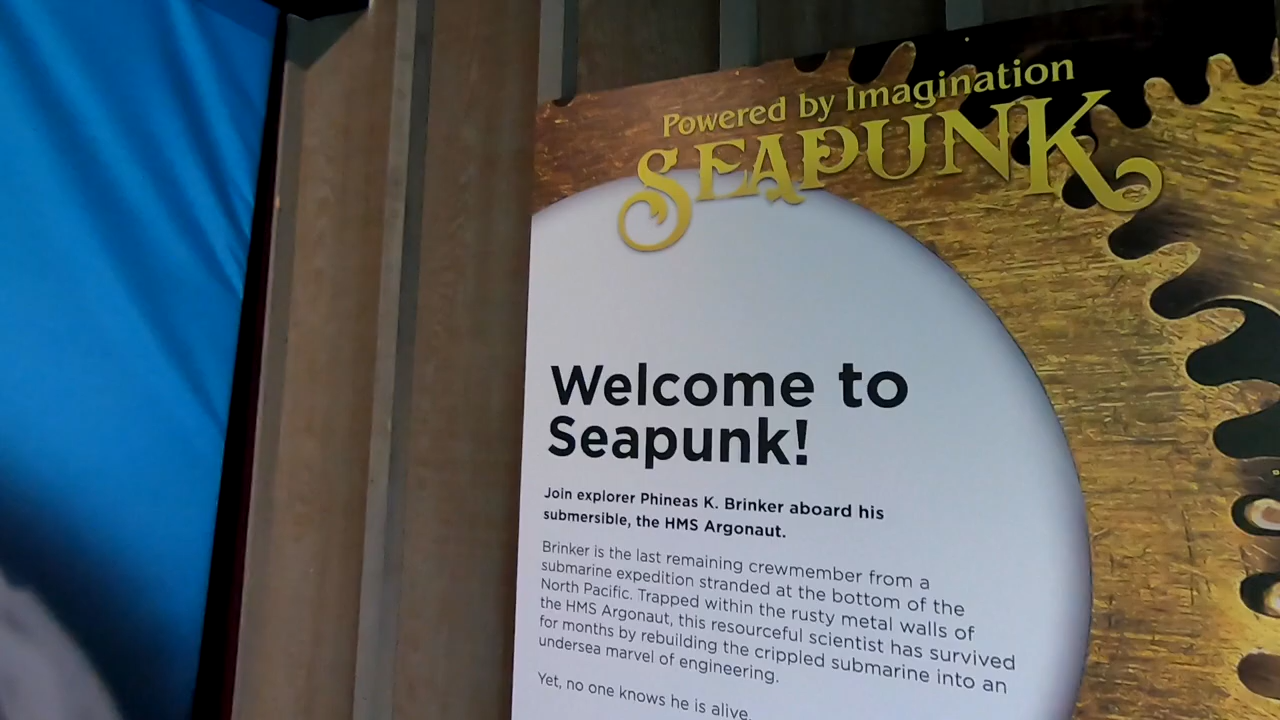 Powered by Imagination
SEAPUNK
Welcome to
Seapunk!
Join explorer Phineas K. Brinker aboard his
submersible, the HMS Argonaut.
Brinker is the last remaining crewmember from a
submarine expedition stranded at the bottom of the
North Pacific. Trapped within the rusty metal walls of
the HMS Argonaut, this resourceful scientist has survived
for months by rebuilding the crippled submarine into an
undersea marvel of engineering.
Yet, no one knows he is alive.